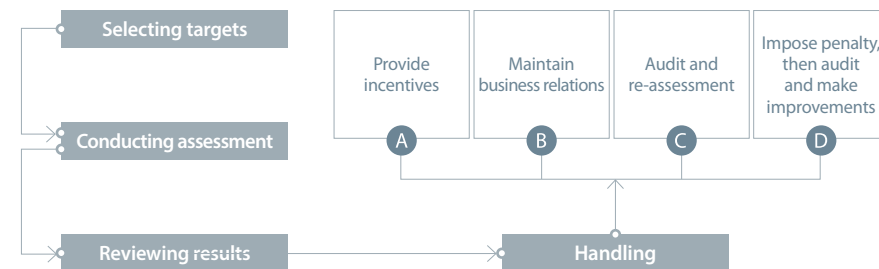 Selecting targets
Conducting assessment
Reviewing results
Handling
Provide
incentives
A
Maintain
business relations
B
Audit and
re-assessment
C
Impose penalty,
then audit
and make
improvements
D